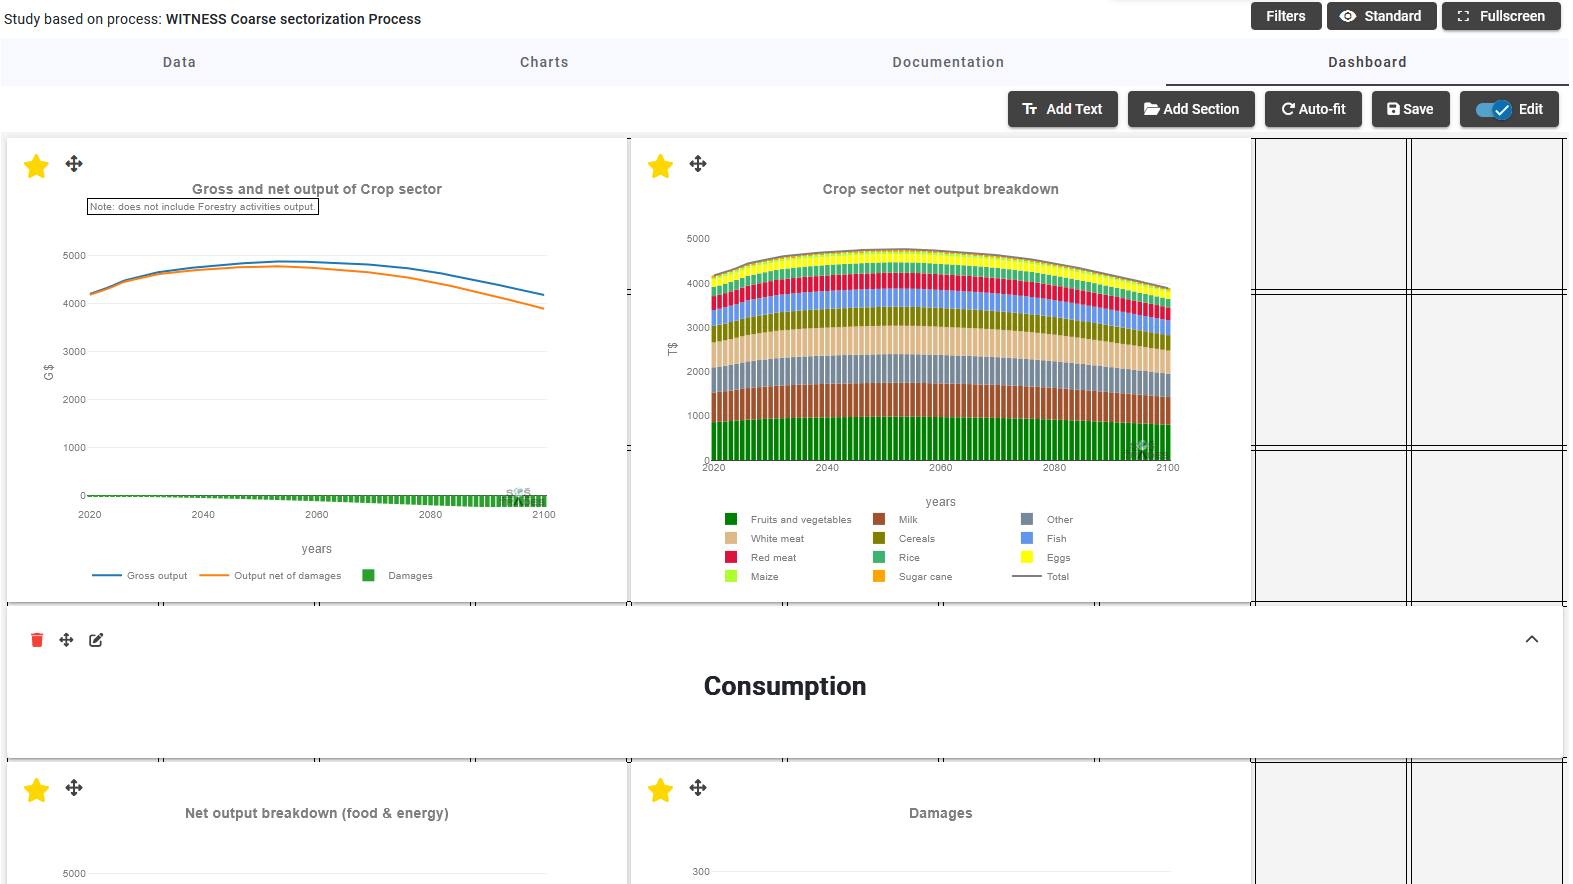 Study based on process: WITNESS Coarse sectorization Process
Filters
Standard
Fullscreen
Data
Charts
Documentation
Dashboard
Add Text
Add Section
Auto-fit
Save
Edit
Gross and net output of Crop sector
Note: does not include Forestry activities output.
5000
4000
3000
2000
1000
0
G$
2020
2040
2060
2080
2100
years
Gross output
Output net of damages
Damages
Crop sector net output breakdown
5000
4000
3000
2000
1000
0
T$
2020
2040
2060
2080
2100
years
Fruits and vegetables
Milk
Other
White meat
Cereals
Fish
Red meat
Rice
Eggs
Maize
Sugar cane
Total
Consumption
Net output breakdown (food & energy)
5000
Damages
300